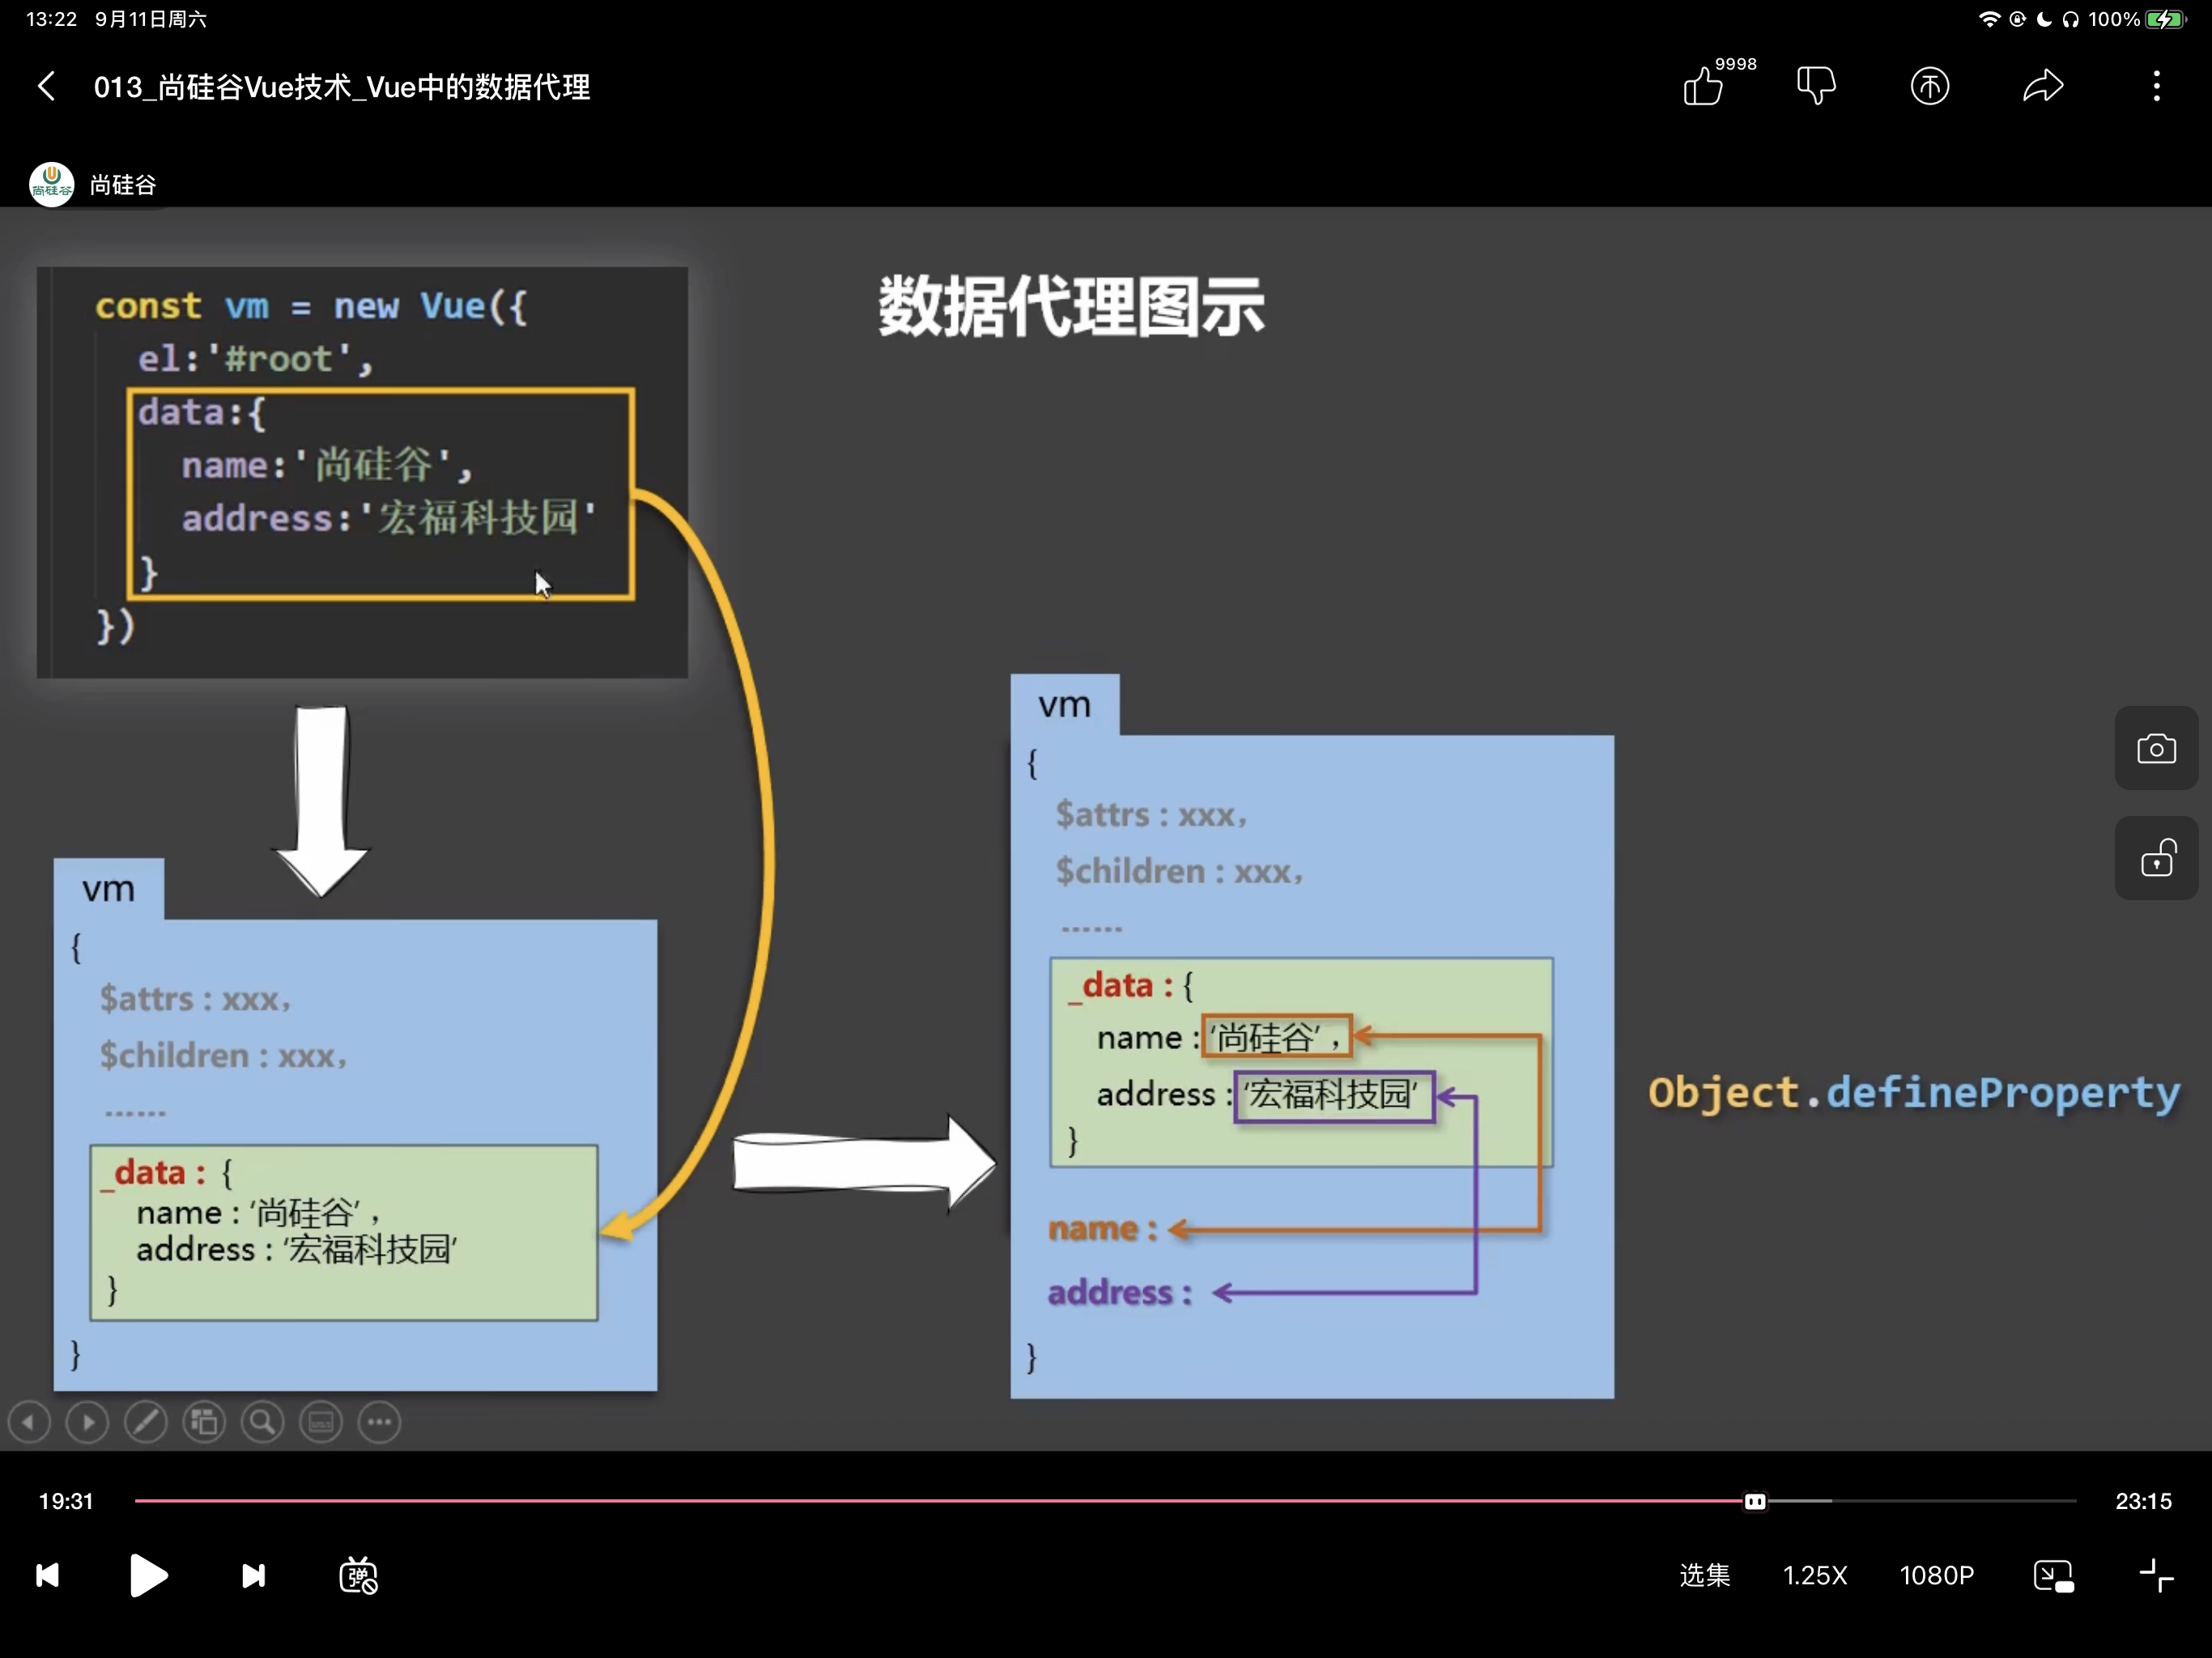 13:22 9月11日周六
100%
013_尚硅谷Vue技术_Vue中的数据代理
9998
尚硅谷
尚硅谷
数据代理图示
const vm = new Vue({
el:'#root',
data:{
name:'尚硅谷',
address:'宏福科技园'
}
})
vm
{
$attrs : xxx,
$children : xxx,
......
_data : {
name : '尚硅谷' ,
address : '宏福科技园'
}
}
vm
{
$attrs : xxx,
$children : xxx,
......
_data : {
name : '尚硅谷' ,
address : '宏福科技园'
}
name :
address :
}
Object.defineProperty
19:31
23:15
弹
选集
1.25X
1080P